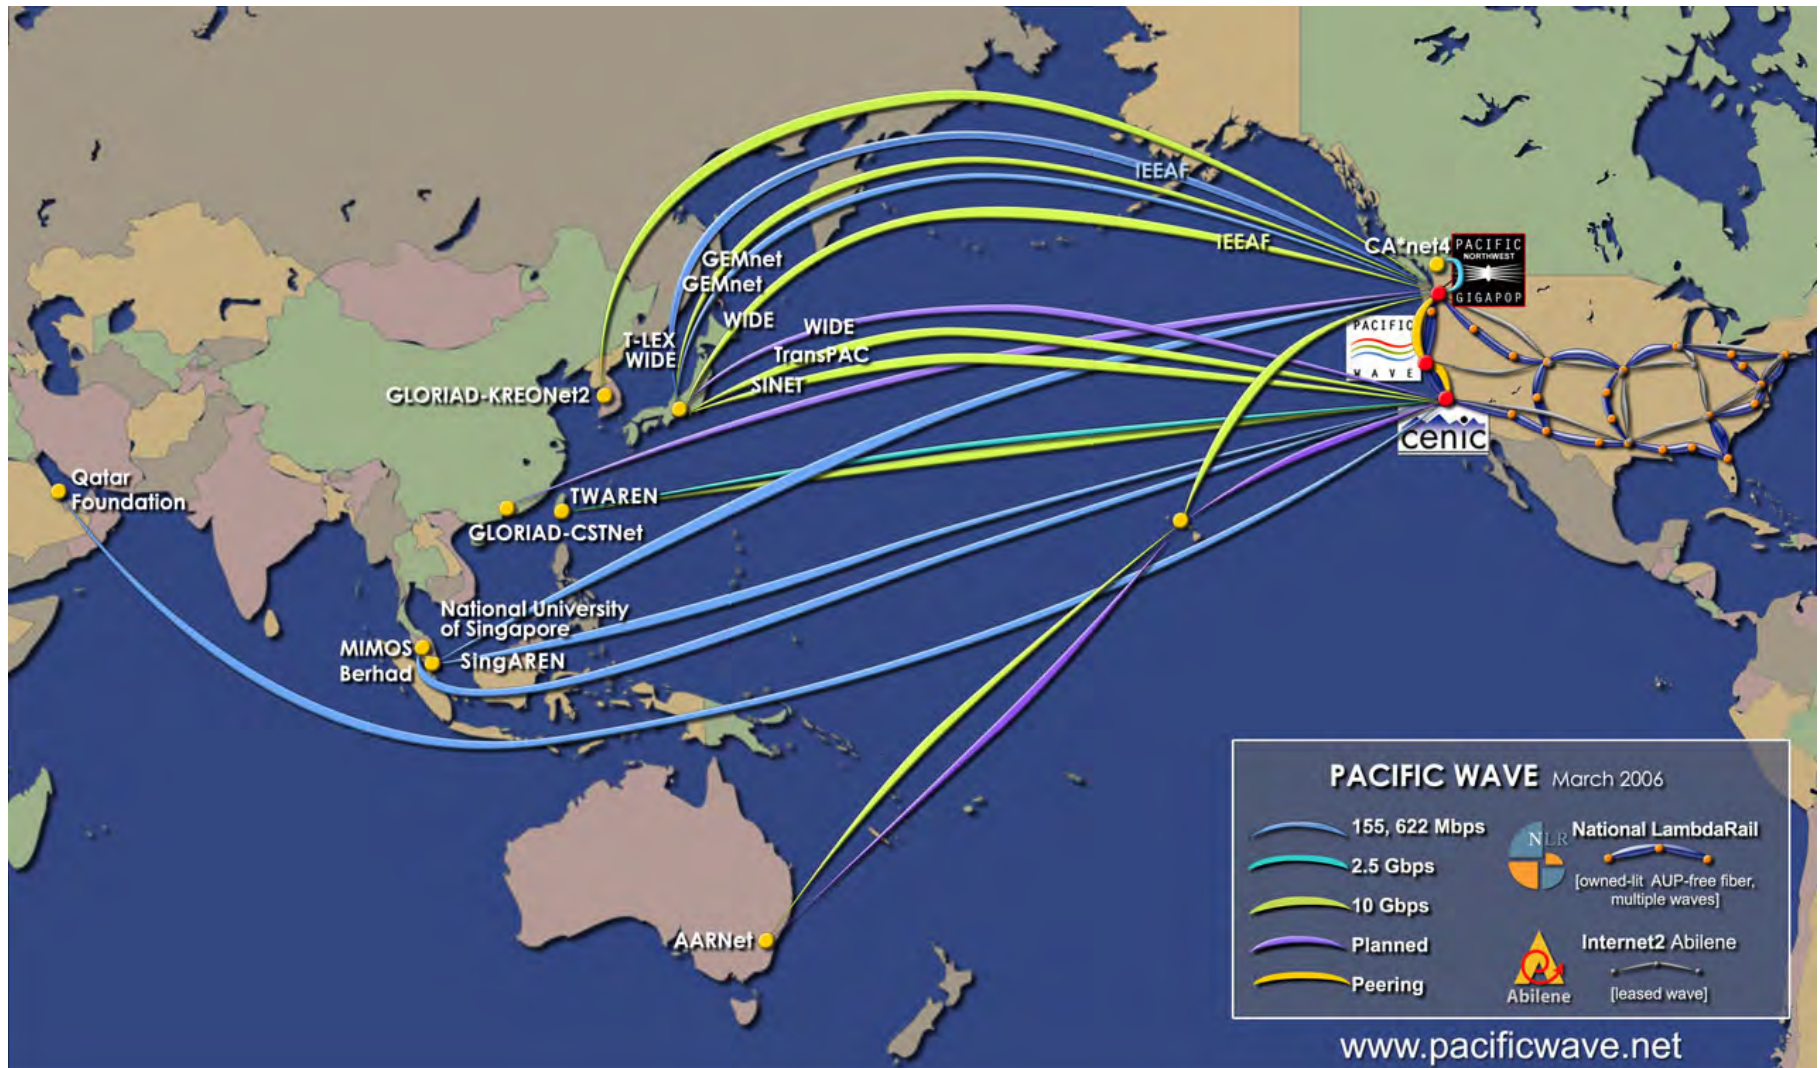 IEEAF
IEEAF
CA*net4
PACIFIC
NORTHWEST
GIGAPOP
GEMnet
GEMnet
WIDE
WIDE
T-LEX
WIDE
TransPAC
SINET
PACIFIC
WAVE
GLORIAD-KREONet2
cenic
Qatar
Foundation
TWAREN
GLORIAD-CSTNet
National University
of Singapore
MIMOS
Berhad
SingAREN
AARNet
PACIFIC WAVE March 2006
155, 622 Mbps
2.5 Gbps
10 Gbps
Planned
Peering
NLR
National LambdaRail
[owned-lit AUP-free fiber,
multiple waves]
Abilene
Internet2 Abilene
[leased wave]
www.pacificwave.net